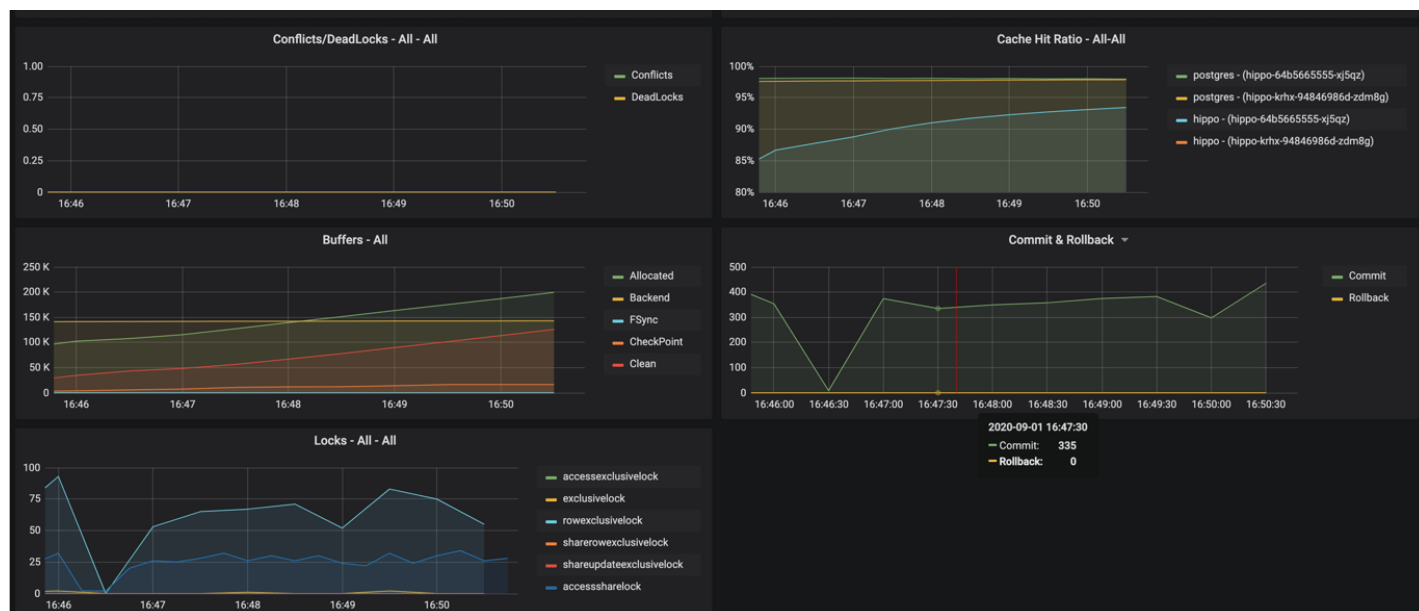 Conflicts/DeadLocks - All - All
1.00
0.75
0.50
0.25
0
16:46 16:47 16:48 16:49 16:50
Conflicts
DeadLocks
Cache Hit Ratio - All-All
100%
95%
90%
85%
80%
16:46 16:47 16:48 16:49 16:50
postgres - (hippo-64b5665555-xj5qz)
postgres - (hippo-krhx-94846986d-zdm8g)
hippo - (hippo-64b5665555-xj5qz)
hippo - (hippo-krhx-94846986d-zdm8g)
Buffers - All
250 K
200 K
150 K
100 K
50 K
0
16:46 16:47 16:48 16:49 16:50
Allocated
Backend
FSync
CheckPoint
Clean
Commit & Rollback
500
400
300
200
100
0
16:46:00 16:46:30 16:47:00 16:47:30 16:48:00 16:48:30 16:49:00 16:49:30 16:50:00 16:50:30
Commit
Rollback
2020-09-01 16:47:30
Commit: 335
Rollback: 0
Locks - All - All
100
75
50
25
0
16:46 16:47 16:48 16:49 16:50
accessexclusivelock
exclusivelock
rowexclusivelock
sharerowexclusivelock
shareupdateexclusivelock
accesssharelock